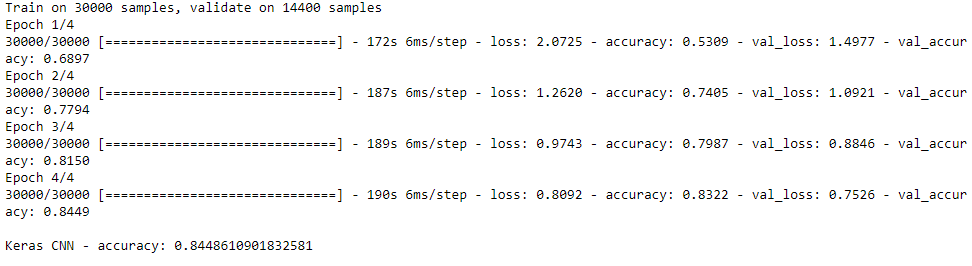 Train on 30000 samples, validate on 14400 samples
Epoch 1/4
30000/30000 [==============================] - 172s 6ms/step - loss: 2.0725 - accuracy: 0.5309 - val_loss: 1.4977 - val_accur
acy: 0.6897
Epoch 2/4
30000/30000 [==============================] - 187s 6ms/step - loss: 1.2620 - accuracy: 0.7405 - val_loss: 1.0921 - val_accur
acy: 0.7794
Epoch 3/4
30000/30000 [==============================] - 189s 6ms/step - loss: 0.9743 - accuracy: 0.7987 - val_loss: 0.8846 - val_accur
acy: 0.8150
Epoch 4/4
30000/30000 [==============================] - 190s 6ms/step - loss: 0.8092 - accuracy: 0.8322 - val_loss: 0.7526 - val_accur
acy: 0.8449
Keras CNN - accuracy: 0.8448610901832581